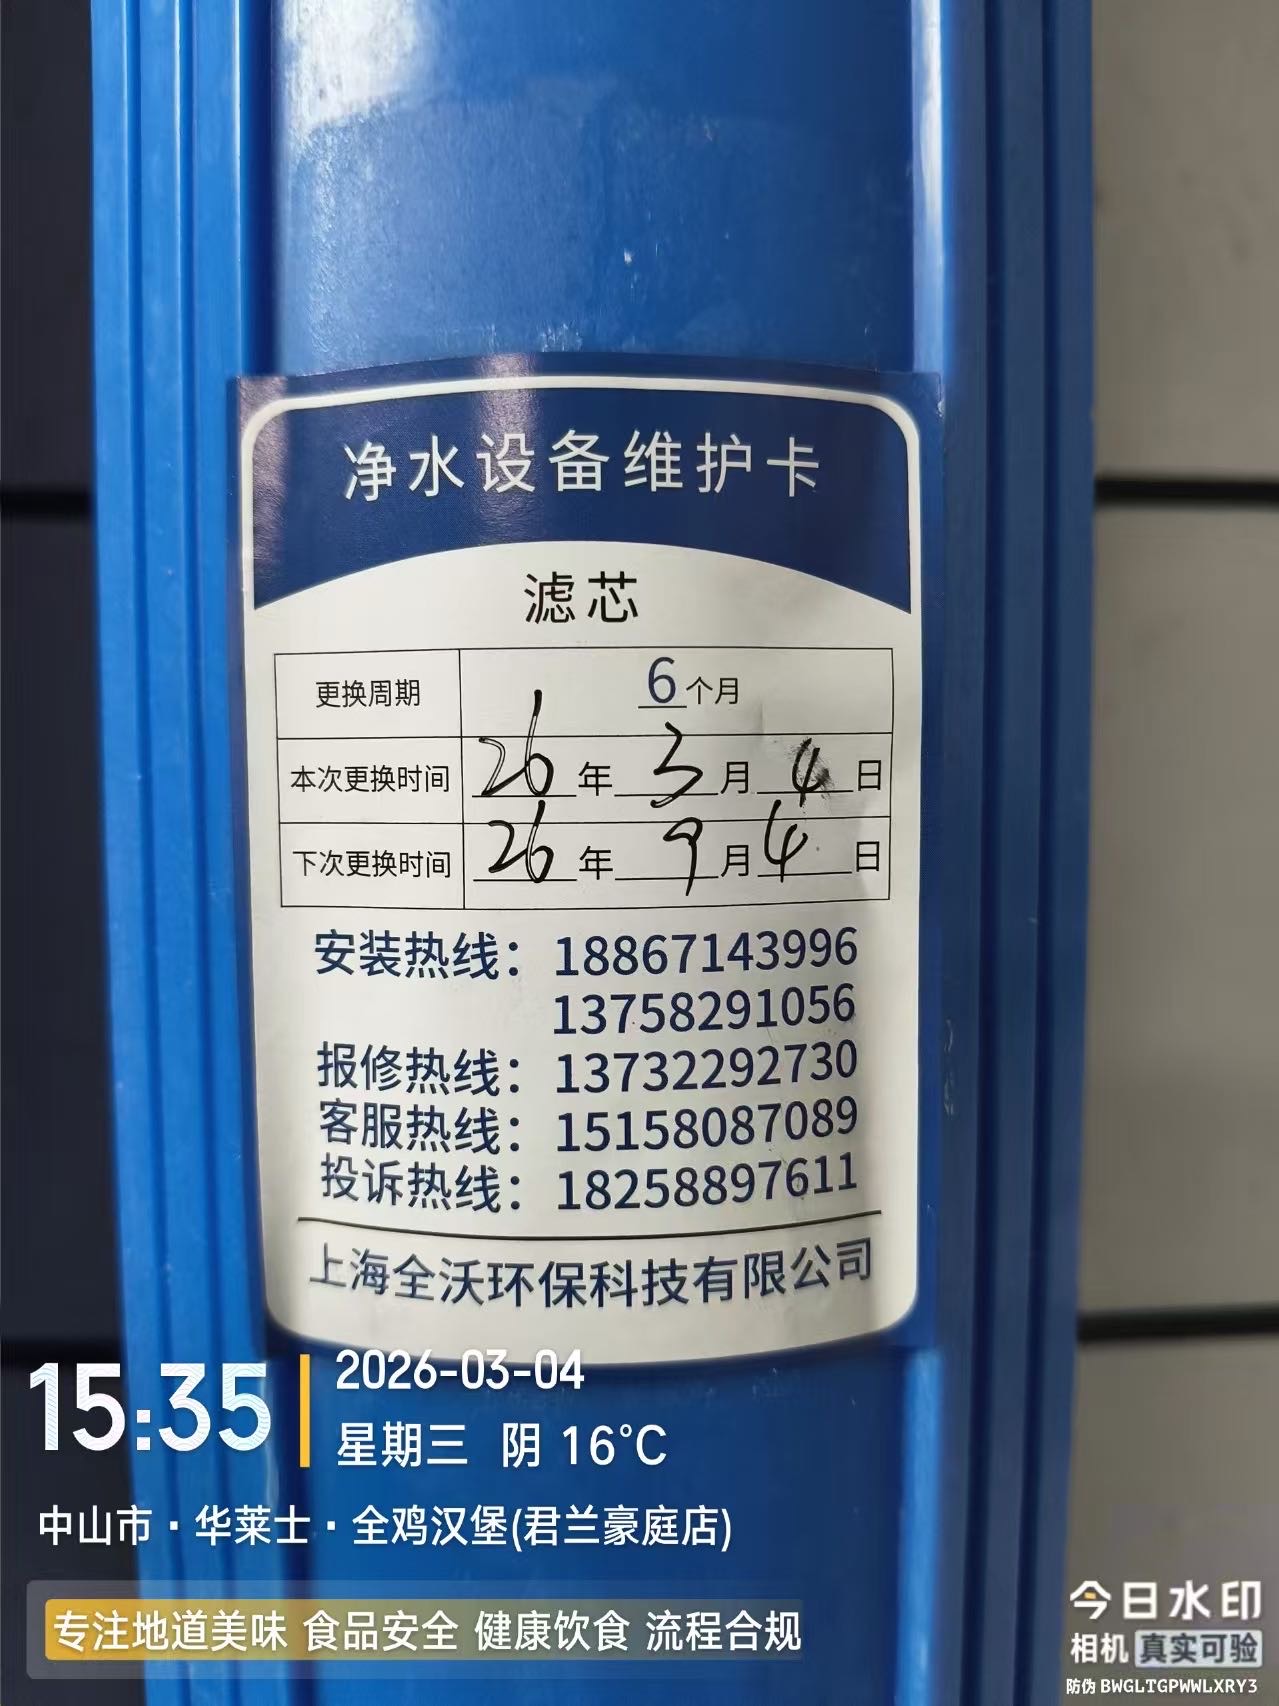 净水设备维护卡
滤芯
更换周期 6个月
本次更换时间 26年3月4日
下次更换时间 26年9月4日
安装热线：18867143996
13758291056
报修热线：13732292730
客服热线：15158087089
投诉热线：18258897611
上海全沃环保科技有限公司
15:35
2026-03-04
星期三 阴 16°C
中山市·华莱士·全鸡汉堡(君兰豪庭店)
专注地道美味 食品安全 健康饮食 流程合规
今日水印
相机 真实可验
防伪 BWGLTGPWWLXRY3